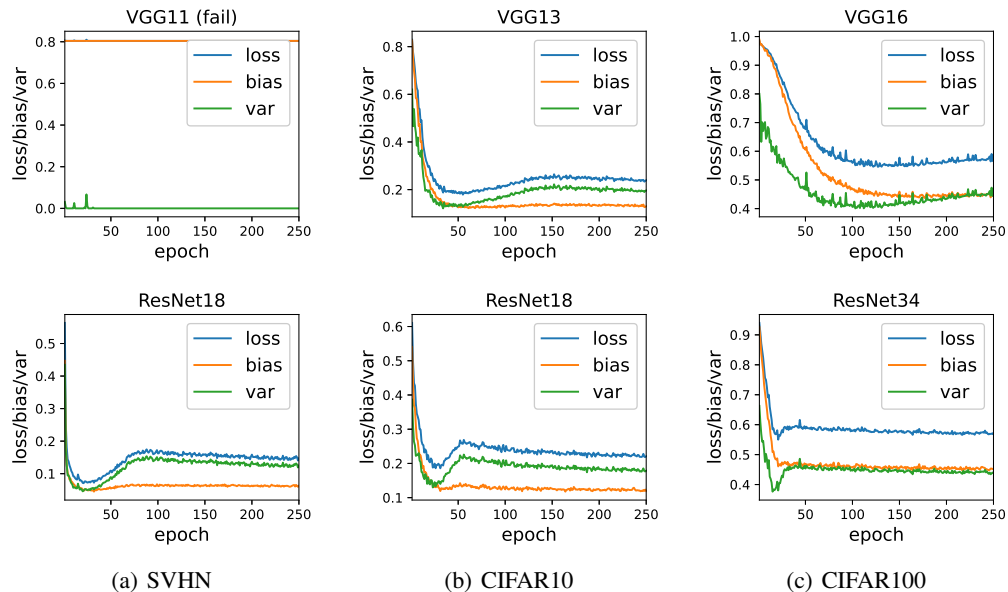 VGG11 (fail)
VGG13
VGG16
loss/bias/var
0.8
0.6
0.4
0.2
0.0
loss
bias
var
50
100
150
200
250
epoch
loss/bias/var
0.8
0.6
0.4
0.2
loss
bias
var
50
100
150
200
250
epoch
loss/bias/var
1.0
0.9
0.8
0.7
0.6
0.5
0.4
loss
bias
var
50
100
150
200
250
epoch
ResNet18
ResNet18
ResNet34
loss/bias/var
0.5
0.4
0.3
0.2
0.1
loss
bias
var
50
100
150
200
250
epoch
loss/bias/var
0.6
0.5
0.4
0.3
0.2
0.1
loss
bias
var
50
100
150
200
250
epoch
loss/bias/var
0.9
0.8
0.7
0.6
0.5
0.4
loss
bias
var
50
100
150
200
250
epoch
(a) SVHN
(b) CIFAR10
(c) CIFAR100